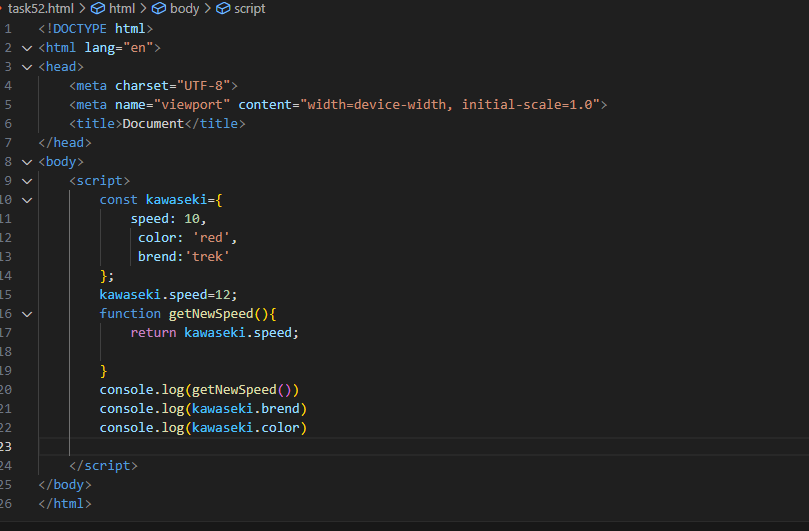 task52.html > html > body > script
1 <!DOCTYPE html>
2 <html lang="en">
3 <head>
4 <meta charset="UTF-8">
5 <meta name="viewport" content="width=device-width, initial-scale=1.0">
6 <title>Document</title>
7 </head>
8 <body>
9 <script>
10 const kawaseki={
11 speed: 10,
12 color: 'red',
13 brend:'trek'
14 };
15 kawaseki.speed=12;
16 function getNewSpeed(){
17 return kawaseki.speed;
18
19 }
20 console.log(getNewSpeed())
21 console.log(kawaseki.brend)
22 console.log(kawaseki.color)
23
24 </script>
25 </body>
26 </html>